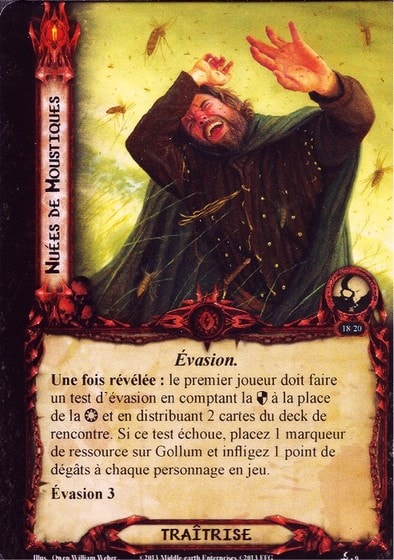 NUÉES DE MOUSTIQUES
18/20
Évasion.
Une fois révélée : le premier joueur doit faire
un test d'évasion en comptant la à la place
de la et en distribuant 2 cartes du deck de
rencontre. Si ce test échoue, placez 1 marqueur
de ressource sur Gollum et infligez 1 point de
dégâts à chaque personnage en jeu.
Évasion 3
TRAÎTRISE
Illus. Owen William Weber ©2013 Middle-earth Enterprises ©2013 FFG 9